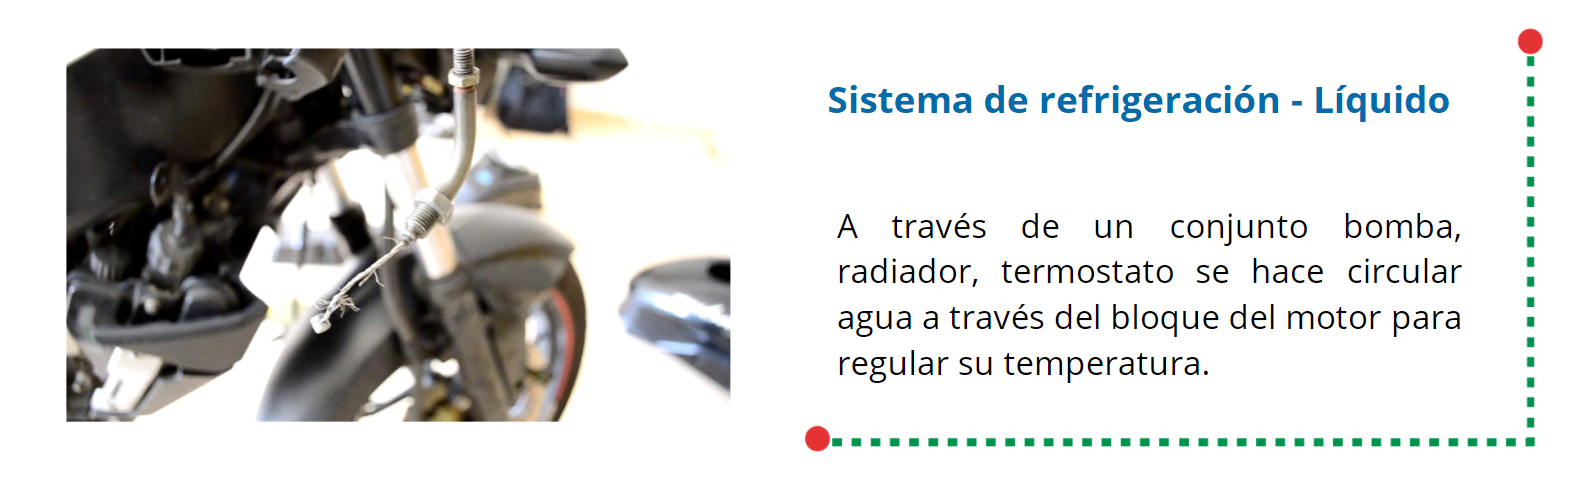 Sistema de refrigeración - Líquido
A través de un conjunto bomba,
radiador, termostato se hace circular
agua a través del bloque del motor para
regular su temperatura.